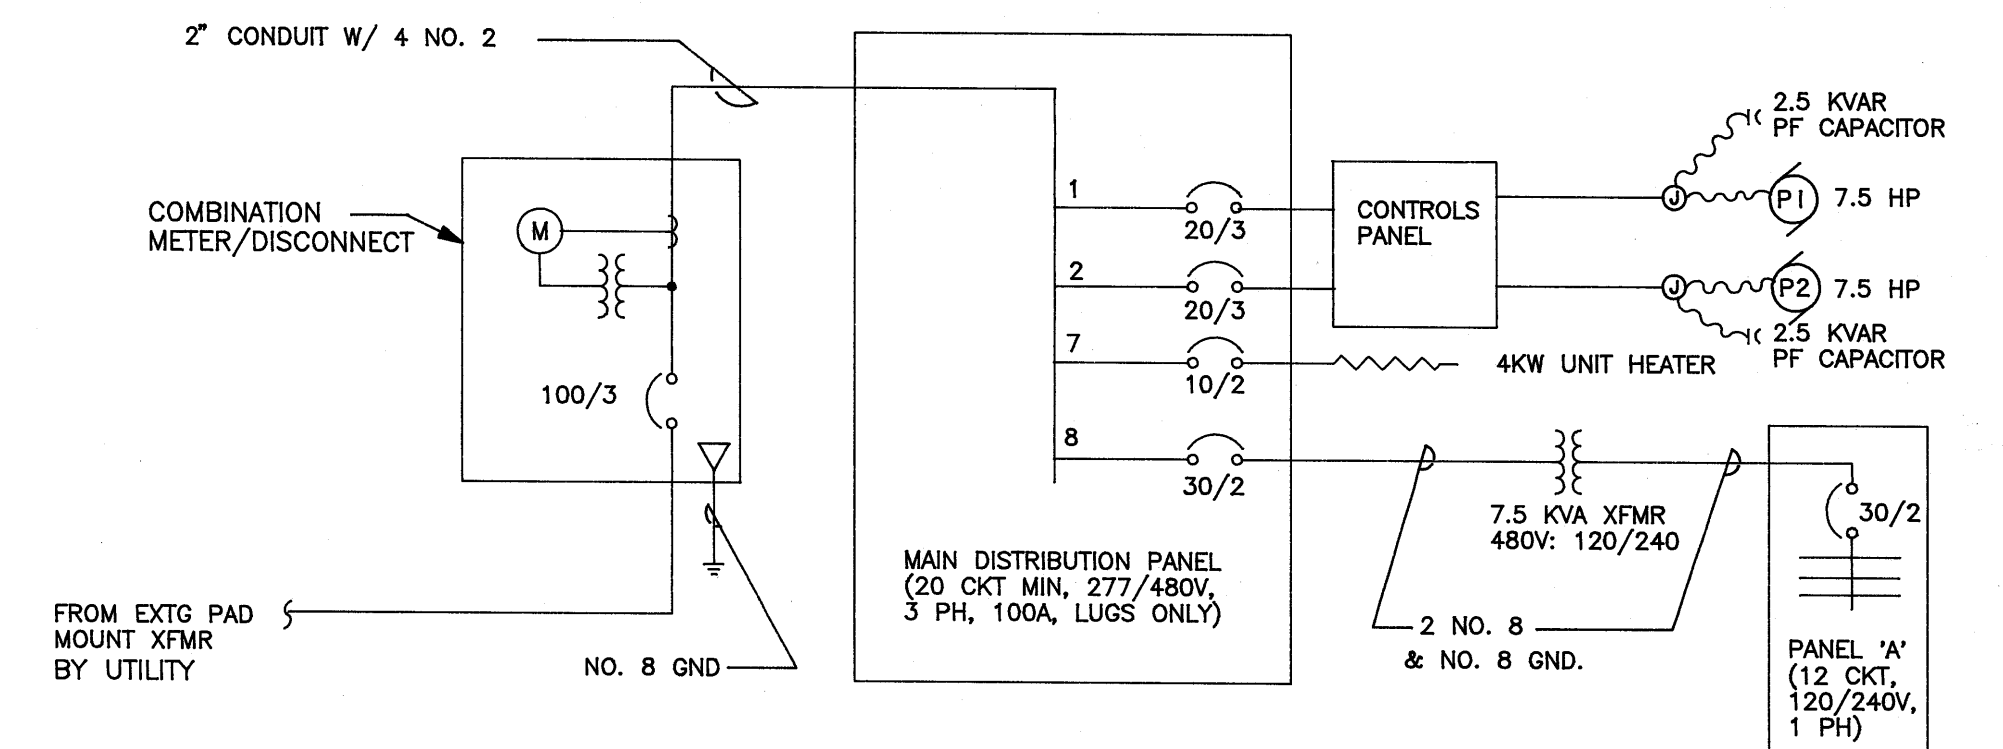 2" CONDUIT W/ 4 NO. 2
COMBINATION
METER/DISCONNECT
M
100/3
FROM EXTG PAD
MOUNT XFMR
BY UTILITY
NO. 8 GND
1
20/3
2
20/3
7
10/2
8
30/2
MAIN DISTRIBUTION PANEL
(20 CKT MIN, 277/480V,
3 PH, 100A, LUGS ONLY)
CONTROLS
PANEL
2.5 KVAR
PF CAPACITOR
J
P1
7.5 HP
J
P2
7.5 HP
2.5 KVAR
PF CAPACITOR
4KW UNIT HEATER
7.5 KVA XFMR
480V: 120/240
2 NO. 8
& NO. 8 GND.
30/2
PANEL 'A'
(12 CKT,
120/240V,
1 PH)